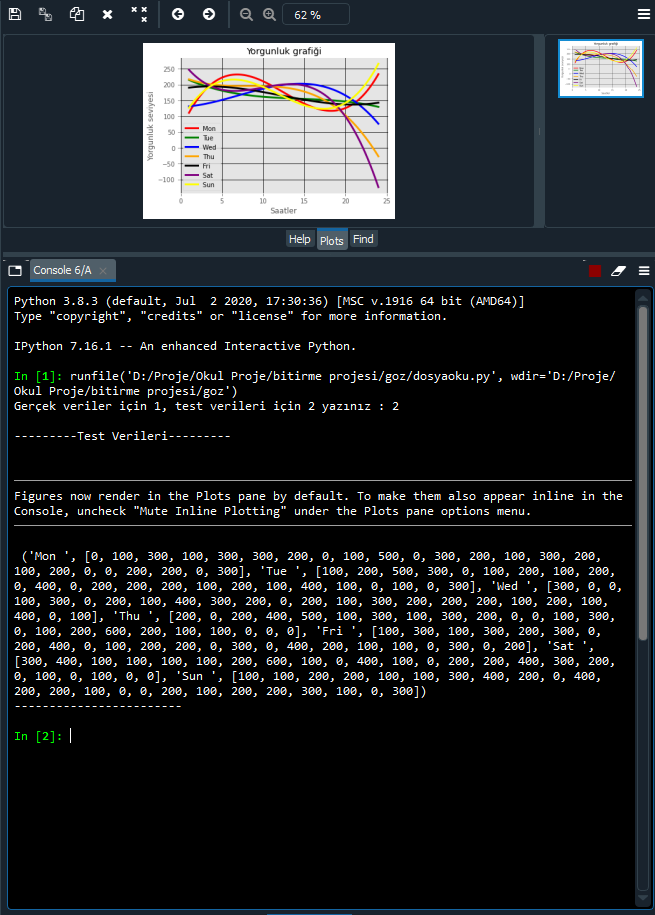 62 %
Yorgunluk grafiği
250
200
150
100
50
0
−50
−100
Yorgunluk seviyesi
Mon
Tue
Wed
Thu
Fri
Sat
Sun
0 5 10 15 20 25
Saatler
Help Plots Find
Console 6/A
Python 3.8.3 (default, Jul  2 2020, 17:30:36) [MSC v.1916 64 bit (AMD64)]
Type "copyright", "credits" or "license" for more information.
IPython 7.16.1 -- An enhanced Interactive Python.
In [1]: runfile('D:/Proje/Okul Proje/bitirme projesi/goz/dosyaoku.py', wdir='D:/Proje/
Okul Proje/bitirme projesi/goz')
Gerçek veriler için 1, test verileri için 2 yazınız : 2
---------Test Verileri---------
Figures now render in the Plots pane by default. To make them also appear inline in the
Console, uncheck "Mute Inline Plotting" under the Plots pane options menu.
('Mon ', [0, 100, 300, 100, 300, 300, 200, 0, 100, 500, 0, 300, 200, 100, 300, 200,
100, 200, 0, 0, 200, 200, 0, 300], 'Tue ', [100, 200, 500, 300, 0, 100, 200, 100, 200,
0, 400, 0, 200, 200, 200, 100, 200, 100, 400, 100, 0, 100, 0, 300], 'Wed ', [300, 0, 0,
100, 300, 0, 200, 100, 400, 300, 200, 0, 200, 100, 300, 200, 200, 200, 100, 200, 100,
400, 0, 100], 'Thu ', [200, 0, 200, 400, 500, 100, 300, 100, 300, 200, 0, 0, 100, 300,
0, 100, 200, 600, 200, 100, 100, 0, 0, 0], 'Fri ', [100, 300, 100, 300, 200, 300, 0,
200, 400, 0, 100, 200, 200, 0, 300, 0, 400, 200, 100, 100, 0, 300, 0, 200], 'Sat ',
[300, 400, 100, 100, 100, 100, 200, 600, 100, 0, 400, 100, 0, 200, 200, 400, 300, 200,
0, 100, 0, 100, 0, 0], 'Sun ', [100, 100, 200, 200, 100, 100, 300, 400, 200, 0, 400,
200, 200, 100, 0, 0, 200, 100, 200, 200, 300, 100, 0, 300])
------------------------
In [2]: